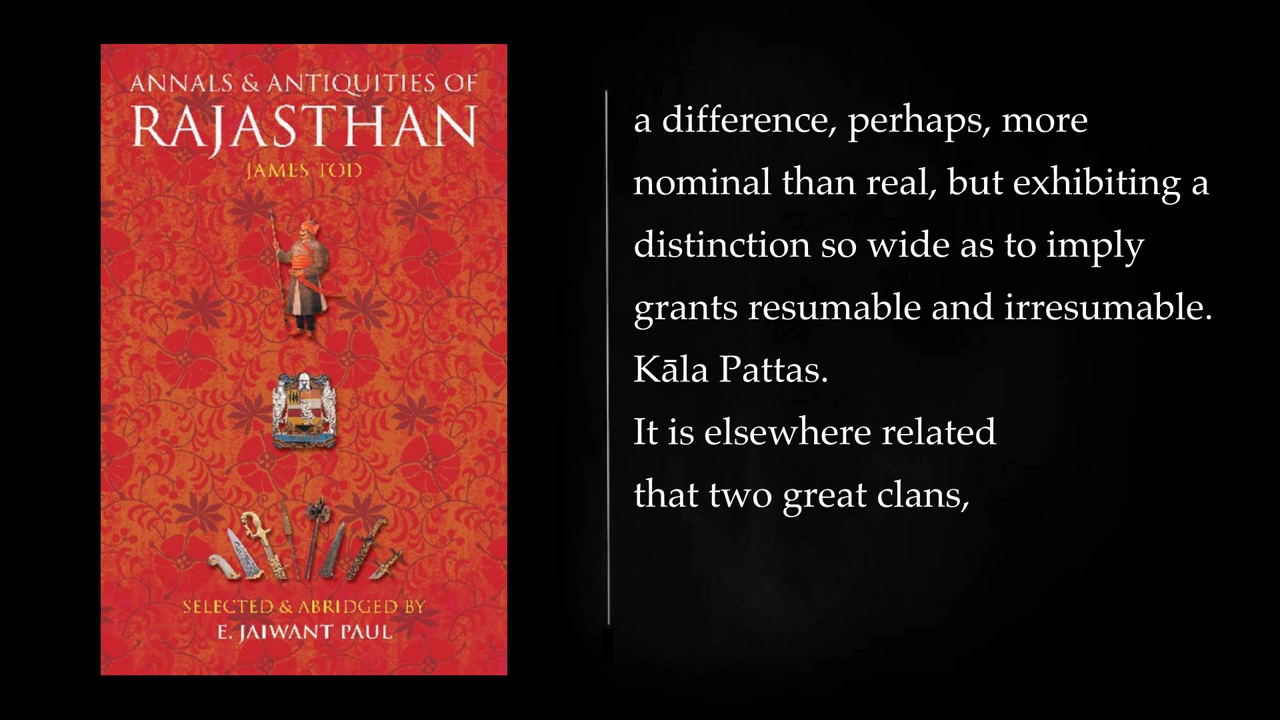 ANNALS & ANTIQUITIES OF
RAJASTHAN
JAMES TOD
SELECTED & ABRIDGED BY
E. JAIWANT PAUL
a difference, perhaps, more
nominal than real, but exhibiting a
distinction so wide as to imply
grants resumable and irresumable.
Kāla Pattas.
It is elsewhere related
that two great clans,